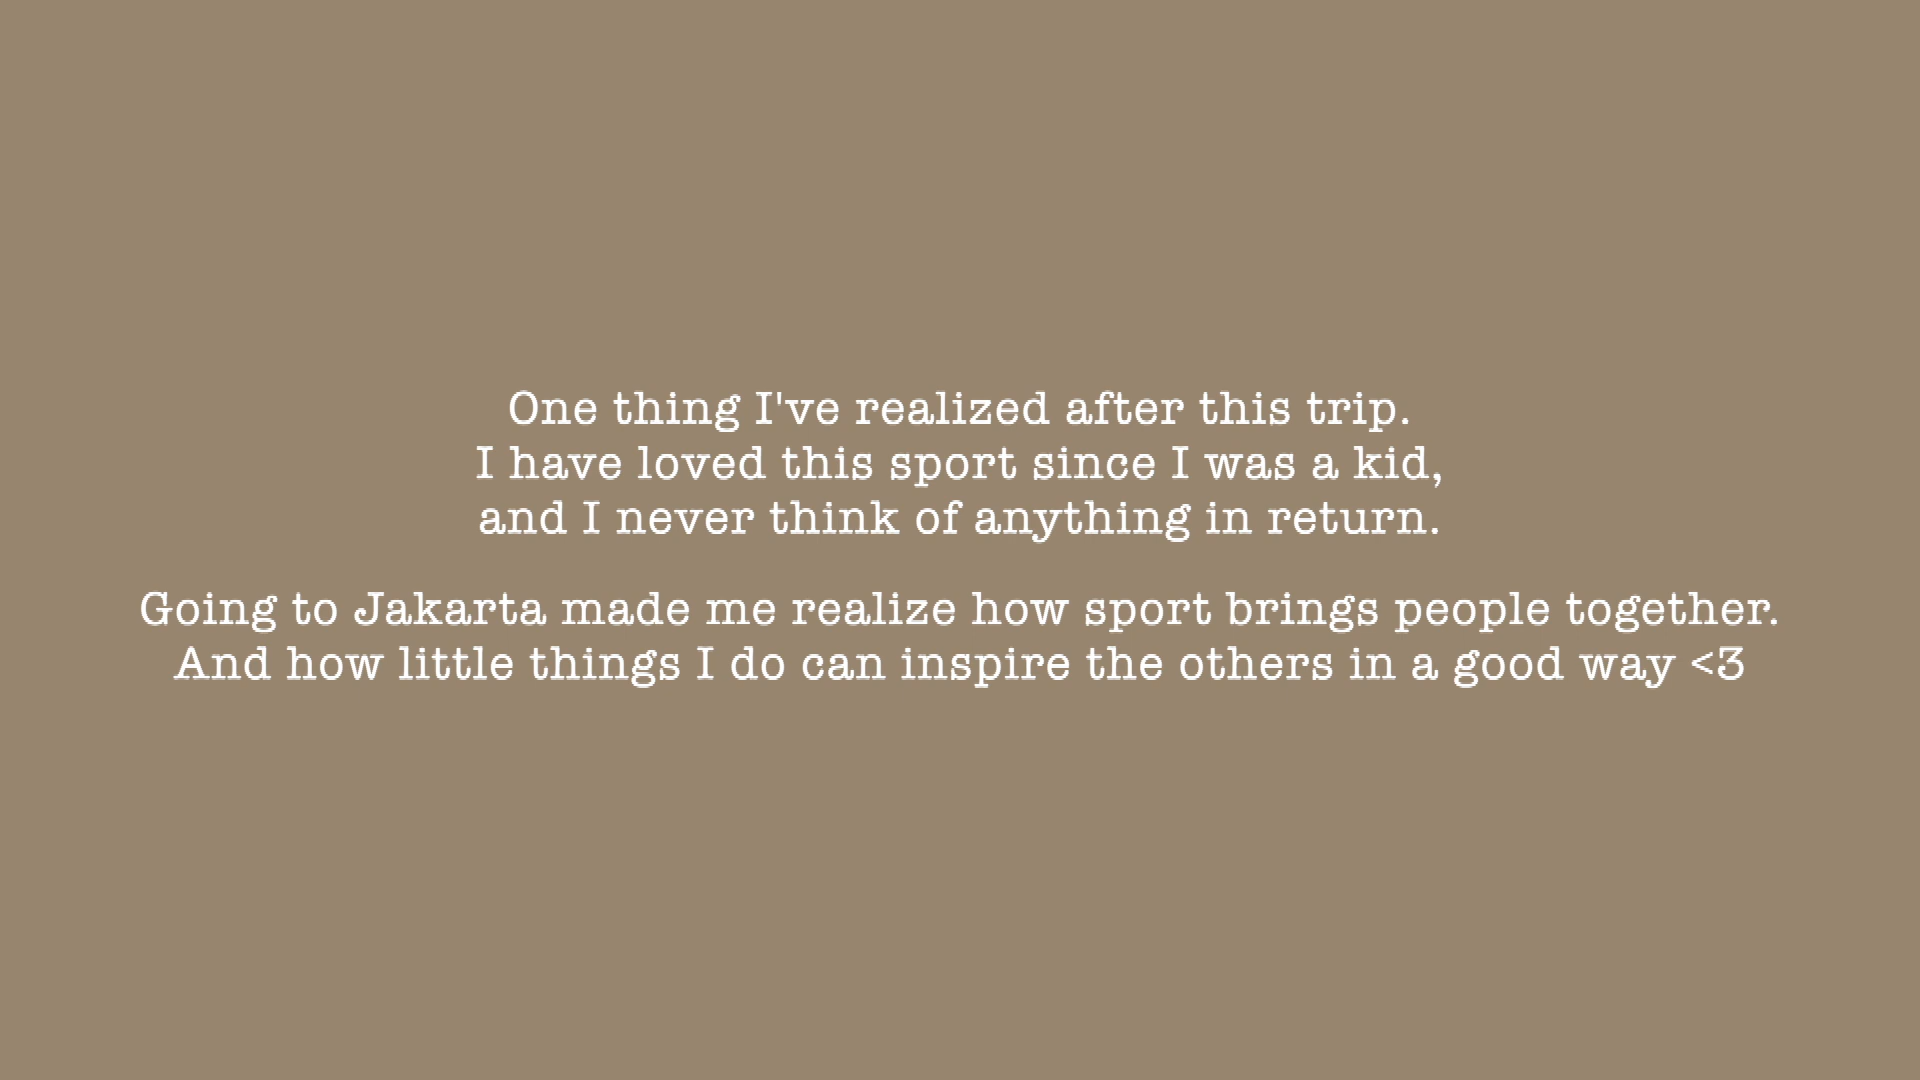 One thing I've realized after this trip.
I have loved this sport since I was a kid,
and I never think of anything in return.
Going to Jakarta made me realize how sport brings people together.
And how little things I do can inspire the others in a good way <3